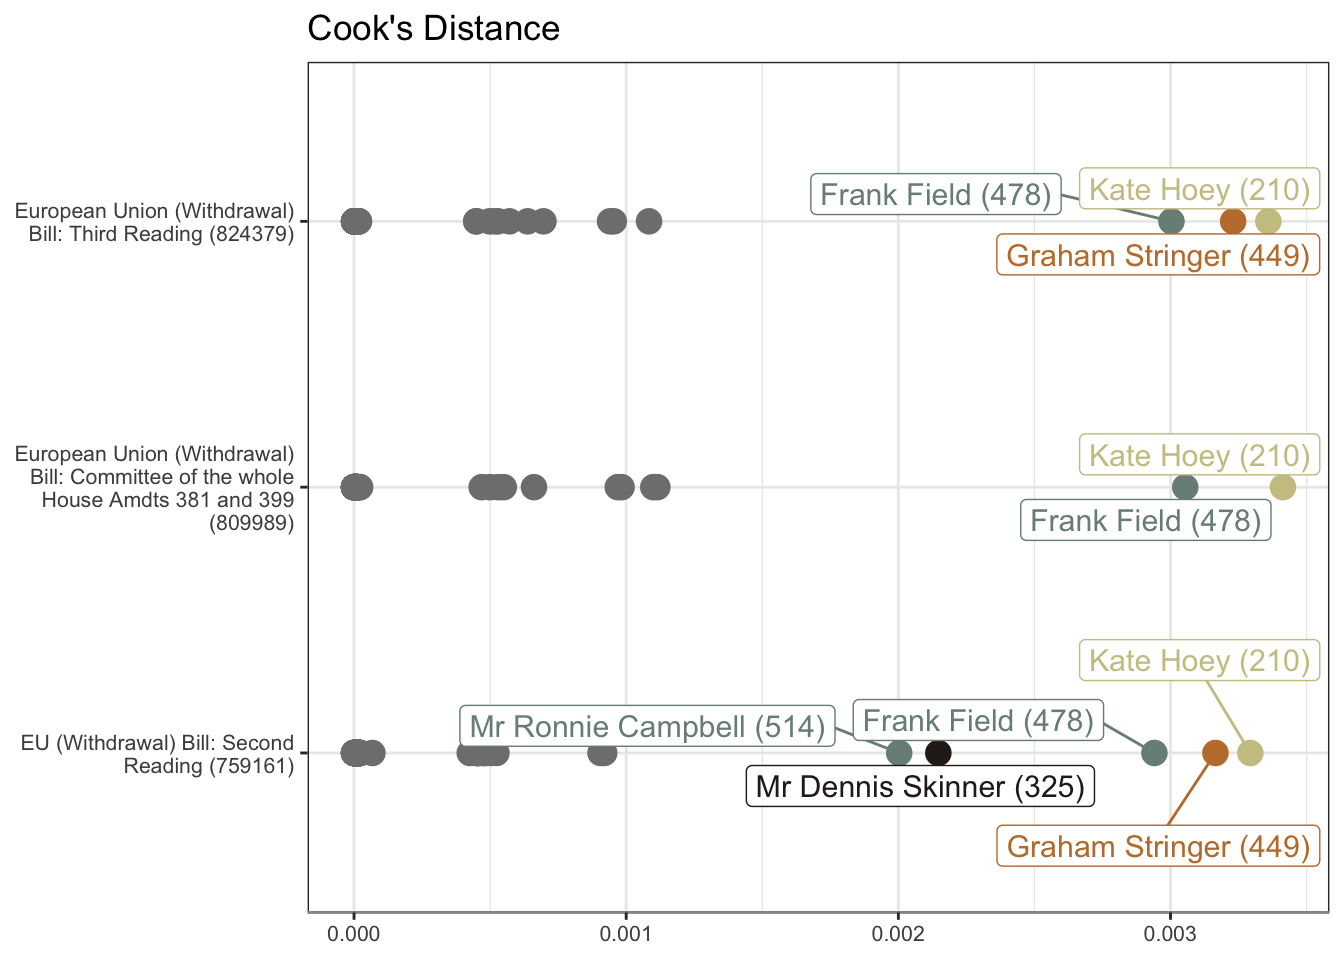 Cook's Distance
Frank Field (478)
Kate Hoey (210)
European Union (Withdrawal)
Bill: Third Reading (824379)
Graham Stringer (449)
European Union (Withdrawal)
Bill: Committee of the whole
House Amdts 381 and 399
(809989)
Kate Hoey (210)
Frank Field (478)
Kate Hoey (210)
EU (Withdrawal) Bill: Second
Reading (759161)
Mr Ronnie Campbell (514)
Frank Field (478)
Mr Dennis Skinner (325)
Graham Stringer (449)
0.000
0.001
0.002
0.003